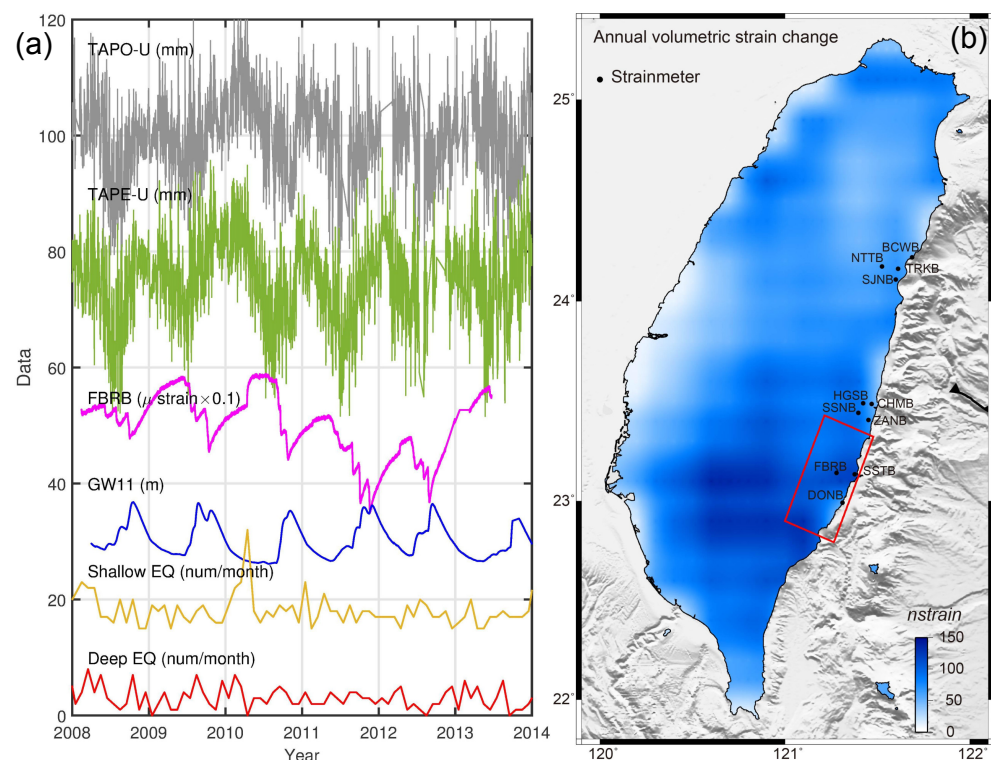 (a)
120
100
80
60
40
20
0
Data
TAPO-U (mm)
TAPE-U (mm)
FBRB (μ strain×0.1)
GW11 (m)
Shallow EQ (num/month)
Deep EQ (num/month)
2008 2009 2010 2011 2012 2013 2014
Year
(b)
Annual volumetric strain change
Strainmeter
25°
24°
23°
22°
BCWB
NTTB
TRKB
SJNB
HGSB
CHMB
SSNB
ZANB
FBRB
SSTB
DONB
nstrain
150
100
50
0
120° 121° 122°